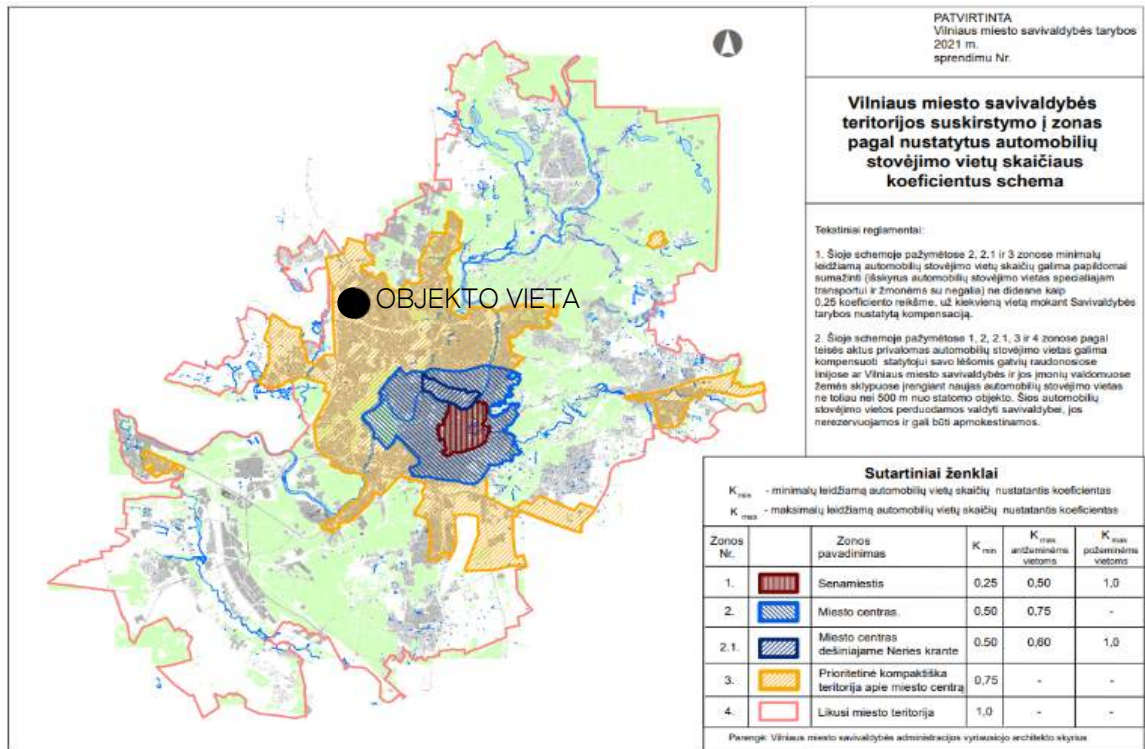 PATVIRTINTA
Vilniaus miesto savivaldybės tarybos
2021 m.
sprendimu Nr.
Vilniaus miesto savivaldybės
teritorijos suskirstymo į zonas
pagal nustatytus automobilių
stovėjimo vietų skaičiaus
koeficientus schema
OBJEKTO VIETA
Tekstiniai reglamentai:
1. Šioje schemoje pažymėtose 2, 2.1 ir 3 zonose minimalų
leidžiamą automobilių stovėjimo vietų skaičių galima papildomai
sumažinti (išskyrus automobilių stovėjimo vietas specialiajam
transportui ir žmonėms su negalia) ne didesne kaip
0,25 koeficiento reikšme, už kiekvieną vietą mokant Savivaldybės
tarybos nustatytą kompensaciją.
2. Šioje schemoje pažymėtose 1, 2, 2.1, 3 ir 4 zonose pagal
teisės aktus privalomas automobilių stovėjimo vietas galima
kompensuoti statytojui savo lėšomis gatvių raudonosiose
linijose ar Vilniaus miesto savivaldybės ir jos įmonių valdomuose
žemės sklypuose įrengiant naujas automobilių stovėjimo vietas
ne toliau nei 500 m nuo statomo objekto. Šios automobilių
stovėjimo vietos perduodamos valdyti savivaldybei, jos
nerezervuojamos ir gali būti apmokestinamos.
Sutartiniai ženklai
K min - minimalų leidžiamą automobilių vietų skaičių nustatantis koeficientas
K max - maksimalų leidžiamą automobilių vietų skaičių nustatantis koeficientas
Zonos Nr. Zonos pavadinimas K min K max antžeminėms vietoms K max požeminėms vietoms
1. Senamiestis 0,25 0,50 1,0
2. Miesto centras. 0,50 0,75 -
2.1. Miesto centras dešiniajame Neries krante 0.50 0,60 1,0
3. Prioritetinė kompaktiška teritorija apie miesto centrą 0,75 - -
4. Likusi miesto teritorija 1,0 - -
Parengė: Vilniaus miesto savivaldybės administracijos vyriausiojo architekto skyrius